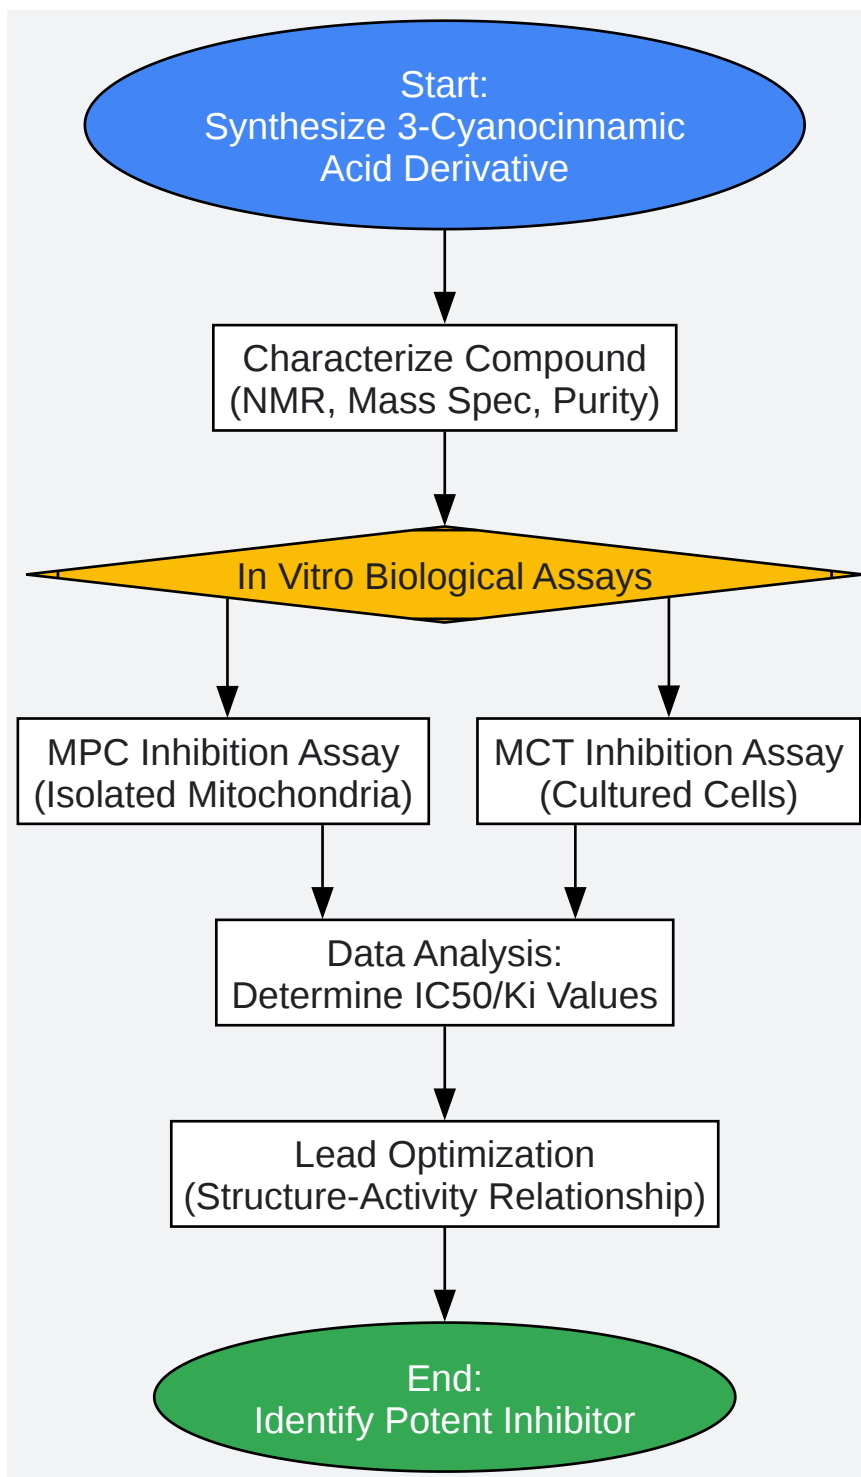 Start:
Synthesize 3-Cyanocinnamic
Acid Derivative
Characterize Compound
(NMR, Mass Spec, Purity)
In Vitro Biological Assays
MPC Inhibition Assay
(Isolated Mitochondria)
MCT Inhibition Assay
(Cultured Cells)
Data Analysis:
Determine IC50/Ki Values
Lead Optimization
(Structure-Activity Relationship)
End:
Identify Potent Inhibitor